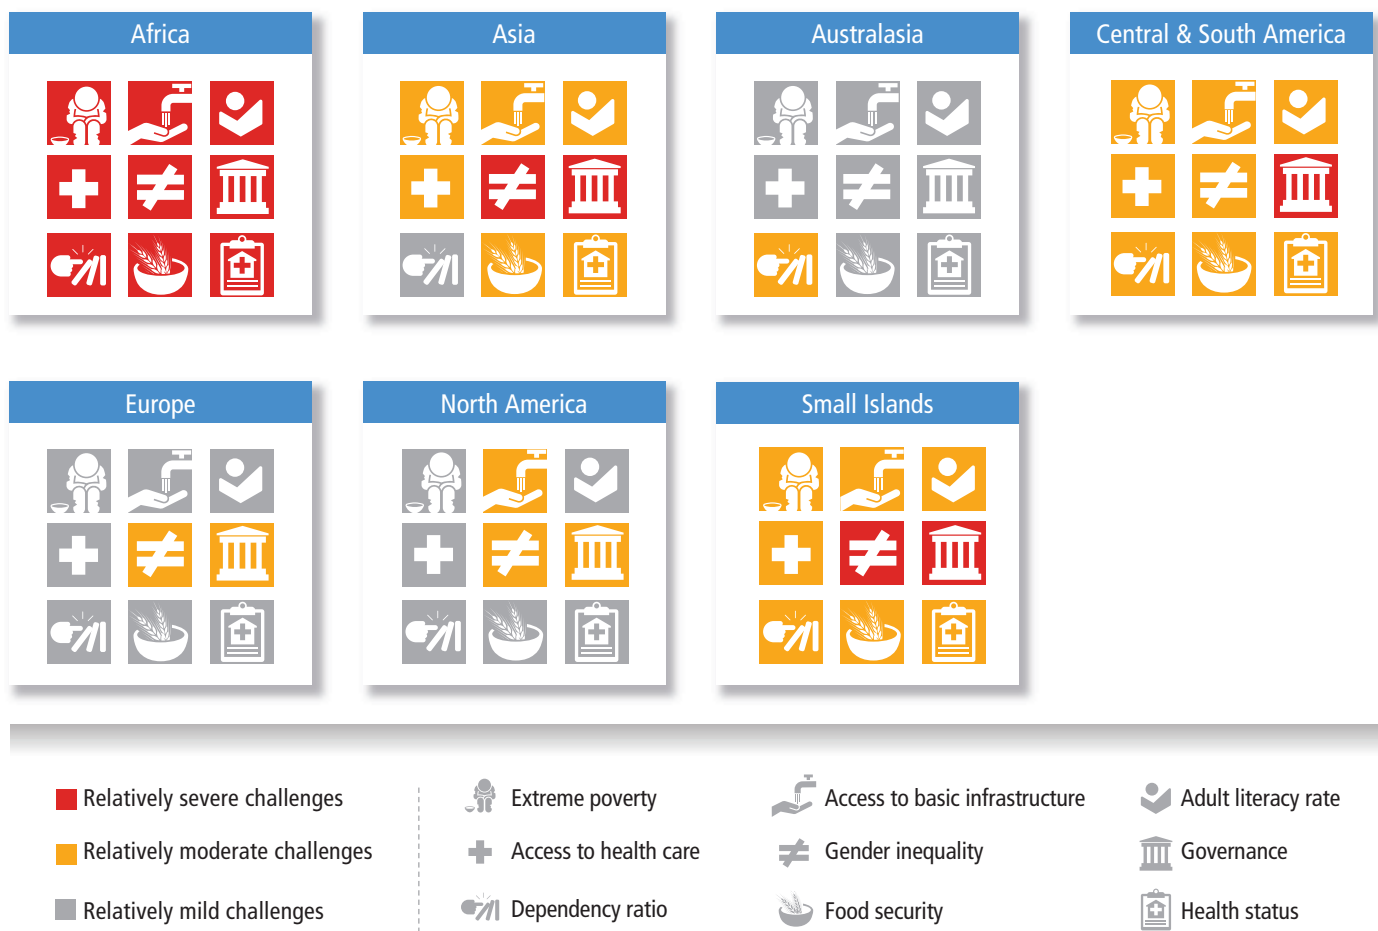 Africa
Asia
Australasia
Central & South America
Europe
North America
Small Islands
Relatively severe challenges
Extreme poverty
Access to basic infrastructure
Adult literacy rate
Relatively moderate challenges
Access to health care
Gender inequality
Governance
Relatively mild challenges
Dependency ratio
Food security
Health status